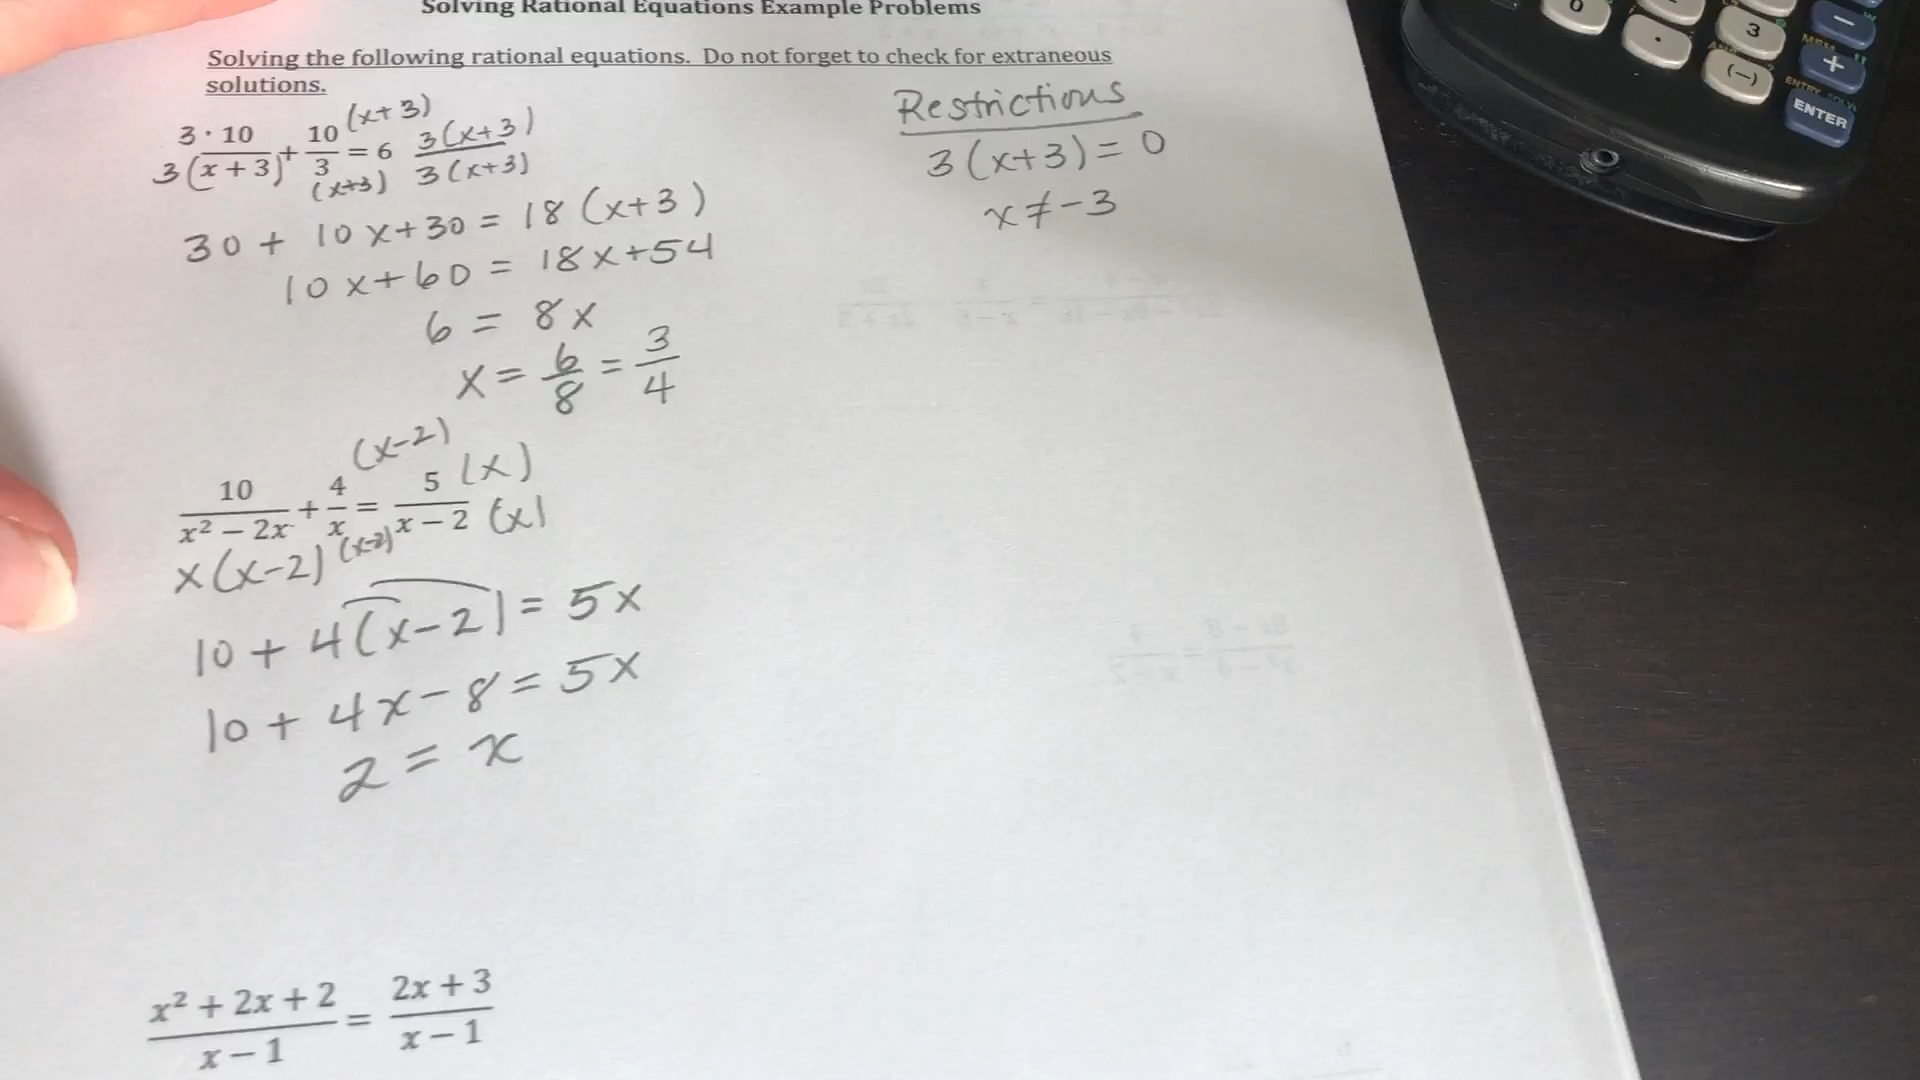 Solving Rational Equations Example Problems
Solving the following rational equations. Do not forget to check for extraneous
solutions.
3 · 10 / 3(x + 3) + 10 (x+3) / 3 (x+3) = 6 3(x+3) / 3(x+3)
30 + 10x+30 = 18 (x+3)
10x+60 = 18x+54
6 = 8x
x = 6/8 = 3/4
Restrictions
3(x+3) = 0
x ≠ -3
10 / x² − 2x + 4 (x-2) / x (x-2) = 5 (x) / x − 2 (x)
x(x-2)
10 + 4(x-2) = 5x
10 + 4x-8 = 5x
2 = x
x² + 2x + 2 / x − 1 = 2x + 3 / x − 1
0
.
3
(−)
−
+
ENTRY SOLVE
ENTER